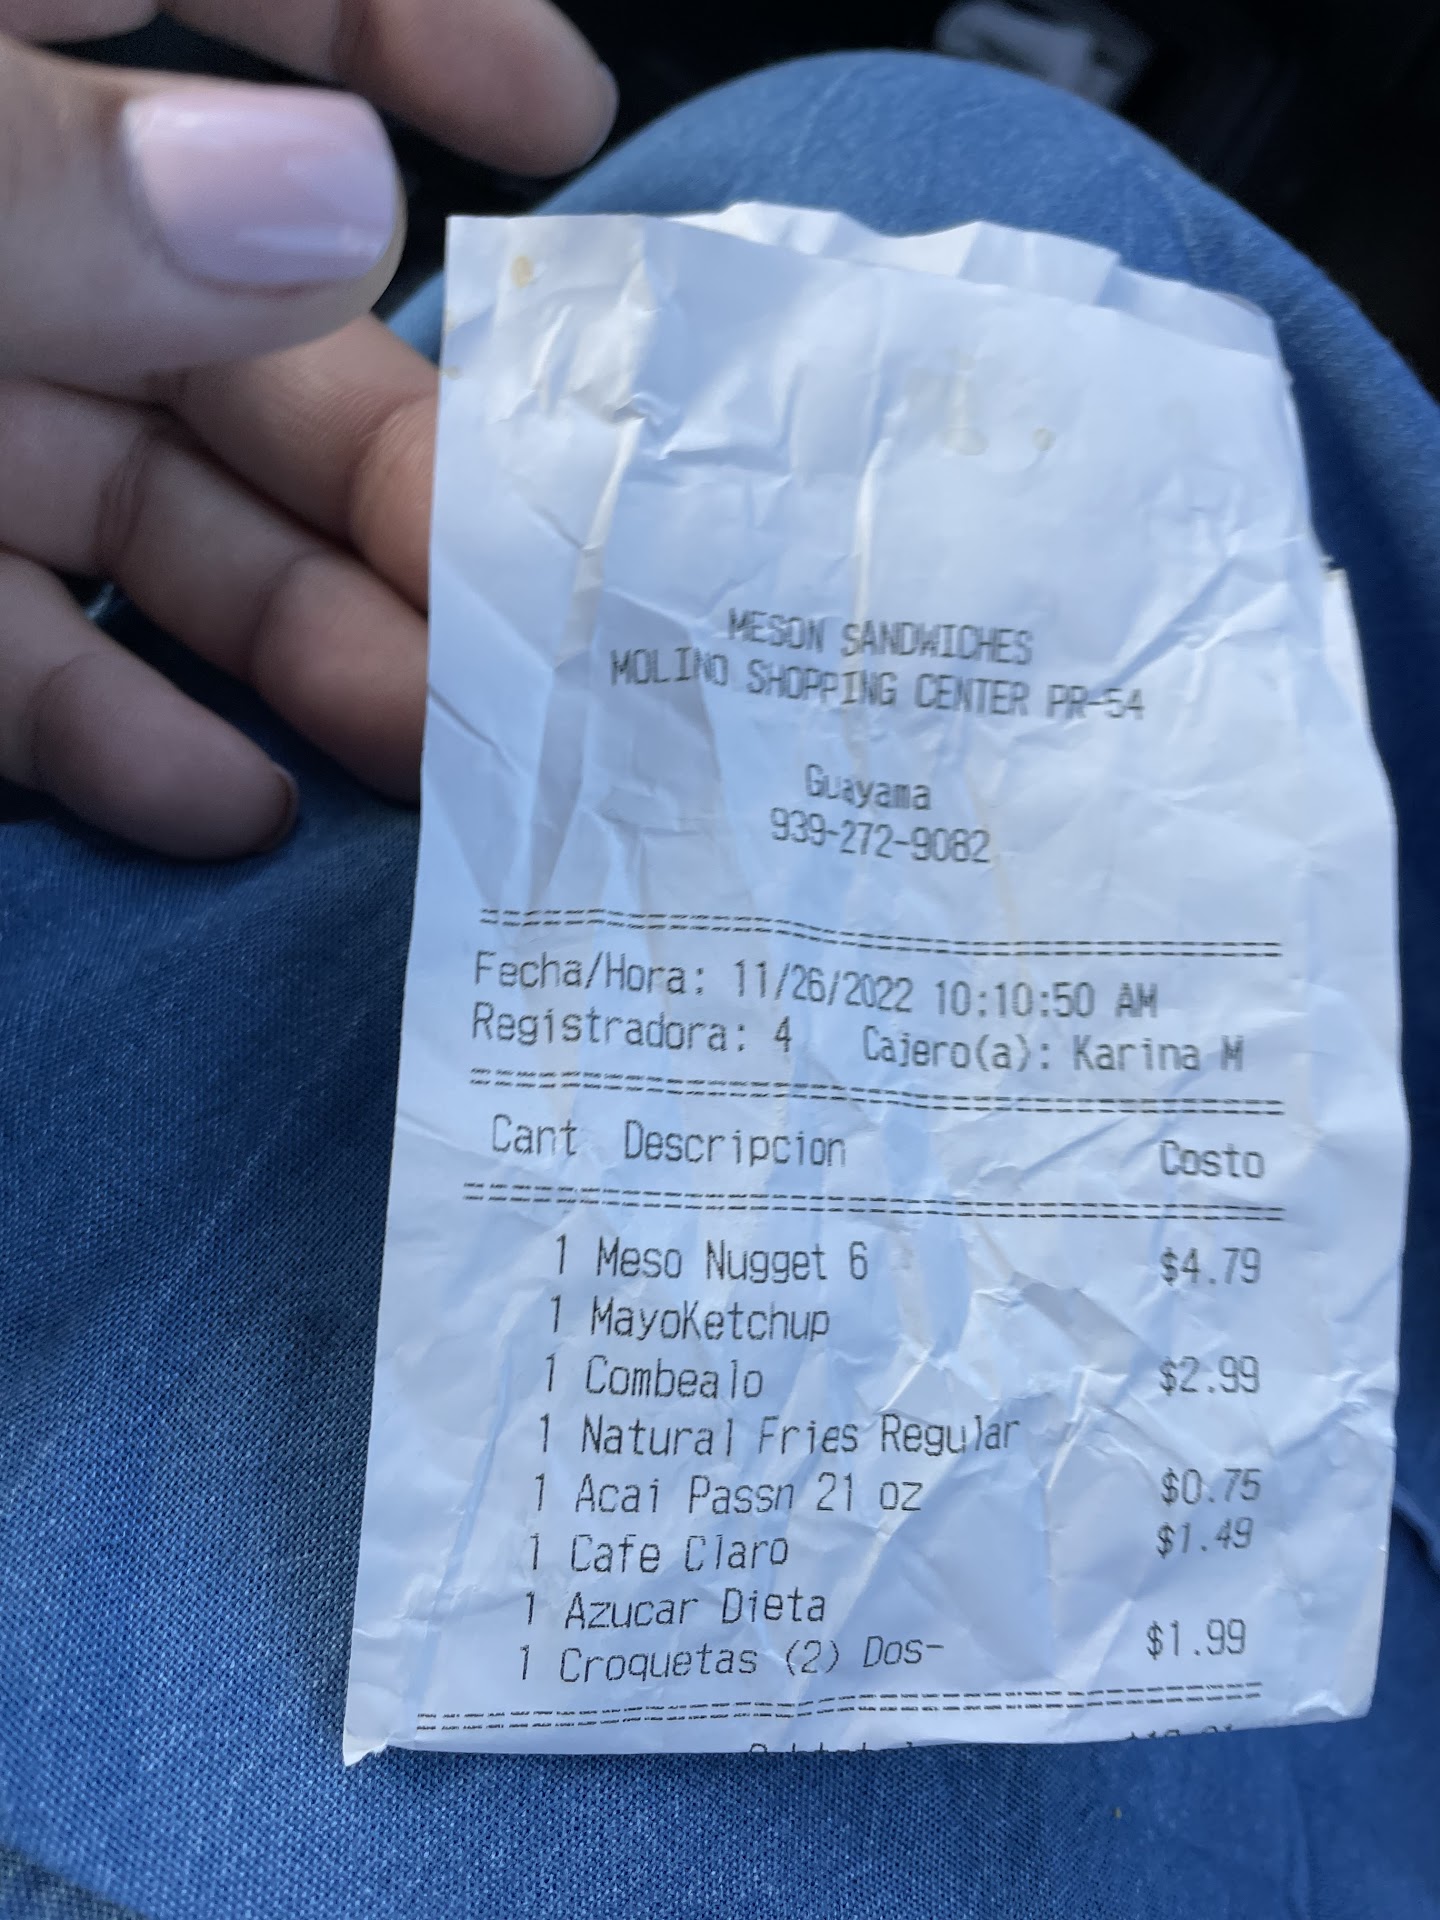 MESON SANDWICHES
MOLINO SHOPPING CENTER PR-54
Guayama
939-272-9082
Fecha/Hora: 11/26/2022 10:10:50 AM
Registradora: 4 Cajero(a): Karina M
Cant Descripcion Costo
1 Meso Nugget 6 $4.79
1 MayoKetchup
1 Combealo $2.99
1 Natural Fries Regular
1 Acai Passn 21 oz $0.75
1 Cafe Claro $1.49
1 Azucar Dieta
1 Croquetas (2) Dos- $1.99